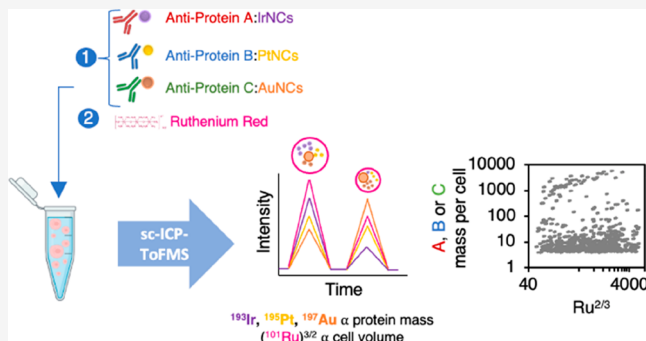 1
Anti-Protein A:IrNCs
Anti-Protein B:PtNCs
Anti-Protein C:AuNCs
2
Ruthenium Red
sc-ICP-
ToFMS
Intensity
Time
A, B or C
mass per cell
10000
1000
100
10
1
40
4000
Ru2/3
193Ir, 195Pt, 197Au α protein mass
(101Ru)3/2 α cell volume